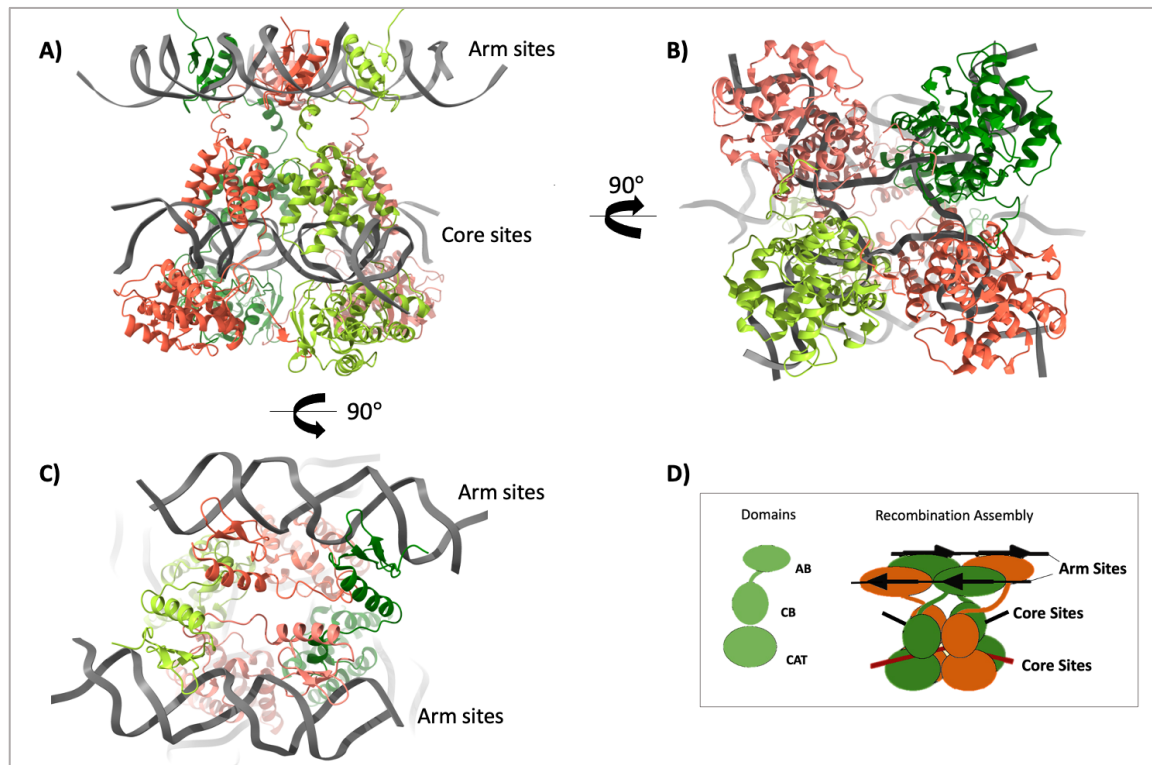 A)
Arm sites
Core sites
B)
90°
90°
C)
Arm sites
Arm sites
D)
Domains
Recombination Assembly
AB
CB
CAT
Arm Sites
Core Sites
Core Sites